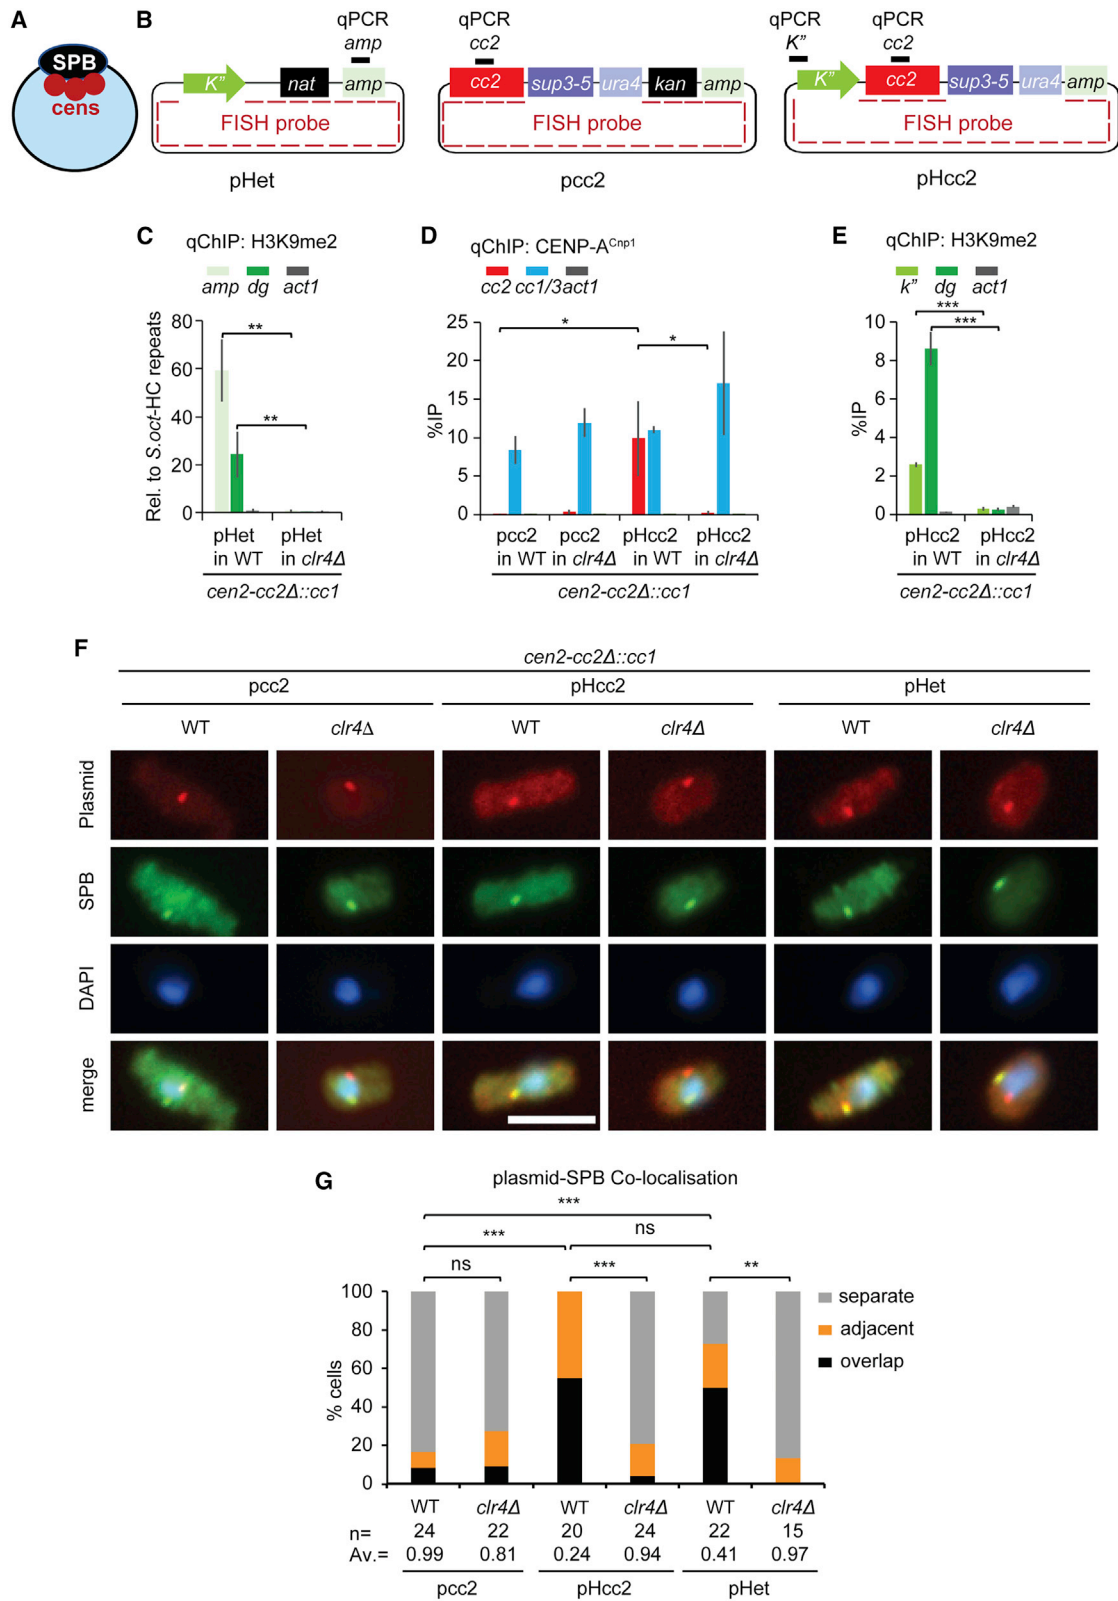 A
SPB
cens
B
qPCR
amp
K”
nat
amp
FISH probe
pHet
qPCR
cc2
cc2
sup3-5
ura4
kan
amp
FISH probe
pcc2
qPCR
K”
qPCR
cc2
K”
cc2
sup3-5
ura4
amp
FISH probe
pHcc2
C
qChIP: H3K9me2
amp dg act1
Rel. to S.oct-HC repeats
80
60
40
20
0
**
**
pHet in WT
pHet in clr4Δ
cen2-cc2Δ::cc1
D
qChIP: CENP-A^Cnp1
cc2 cc1/3 act1
%IP
25
20
15
10
5
0
*
*
pcc2 in WT
pcc2 in clr4Δ
pHcc2 in WT
pHcc2 in clr4Δ
cen2-cc2Δ::cc1
E
qChIP: H3K9me2
k” dg act1
%IP
10
8
6
4
2
0
***
***
pHcc2 in WT
pHcc2 in clr4Δ
cen2-cc2Δ::cc1
F
cen2-cc2Δ::cc1
pcc2 pHcc2 pHet
WT clr4Δ WT clr4Δ WT clr4Δ
Plasmid
SPB
DAPI
merge
G
plasmid-SPB Co-localisation
***
*** ns
ns *** **
% cells
100
80
60
40
20
0
separate
adjacent
overlap
WT clr4Δ WT clr4Δ WT clr4Δ
n= 24 22 20 24 22 15
Av.= 0.99 0.81 0.24 0.94 0.41 0.97
pcc2 pHcc2 pHet